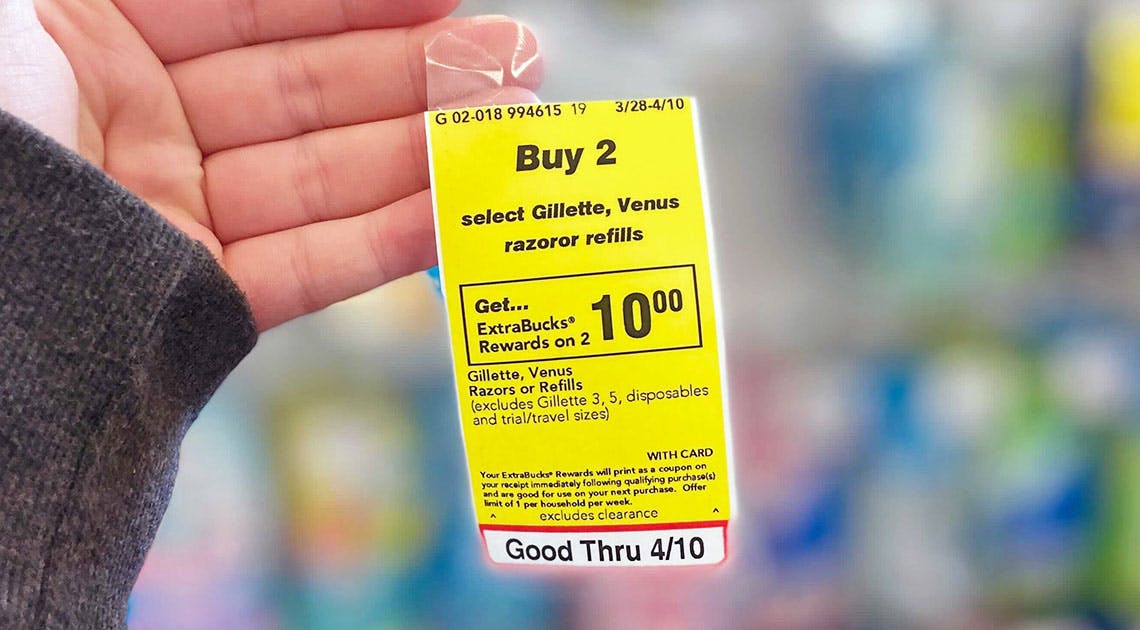 G 02-018 994615 19 3/28-4/10
Buy 2
select Gillette, Venus
razoror refills
Get...
ExtraBucks®
Rewards on 2
10⁰⁰
Gillette, Venus
Razors or Refills
(excludes Gillette 3, 5, disposables
and trial/travel sizes)
WITH CARD
Your ExtraBucks® Rewards will print as a coupon on
your receipt immediately following qualifying purchase(s)
and are good for use on your next purchase. Offer
limit of 1 per household per week.
^ excludes clearance ^
Good Thru 4/10